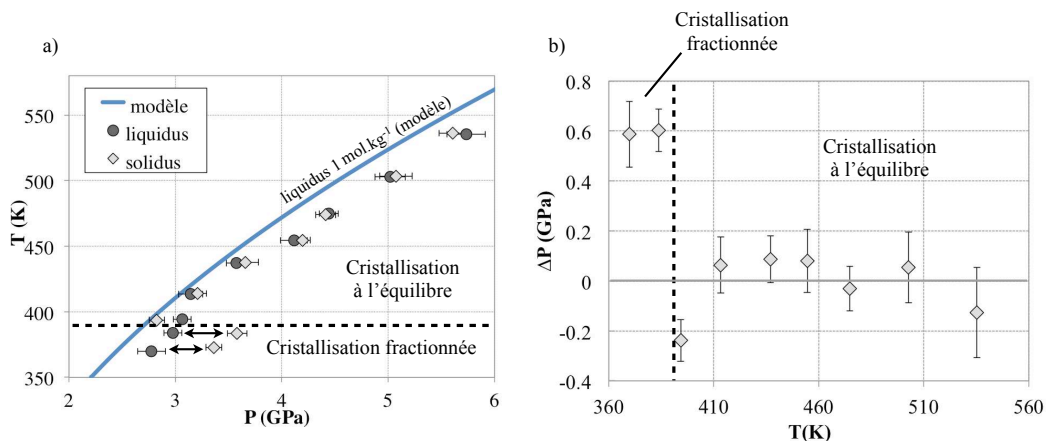 a)
T (K)
550
500
450
400
350
2
3
4
5
6
P (GPa)
modèle
liquidus
solidus
liquidus 1 mol.kg⁻¹ (modèle)
Cristallisation
à l'équilibre
Cristallisation fractionnée
b)
Cristallisation
fractionnée
ΔP (GPa)
0.8
0.6
0.4
0.2
0
-0.2
-0.4
360
410
460
510
560
T(K)
Cristallisation
à l'équilibre